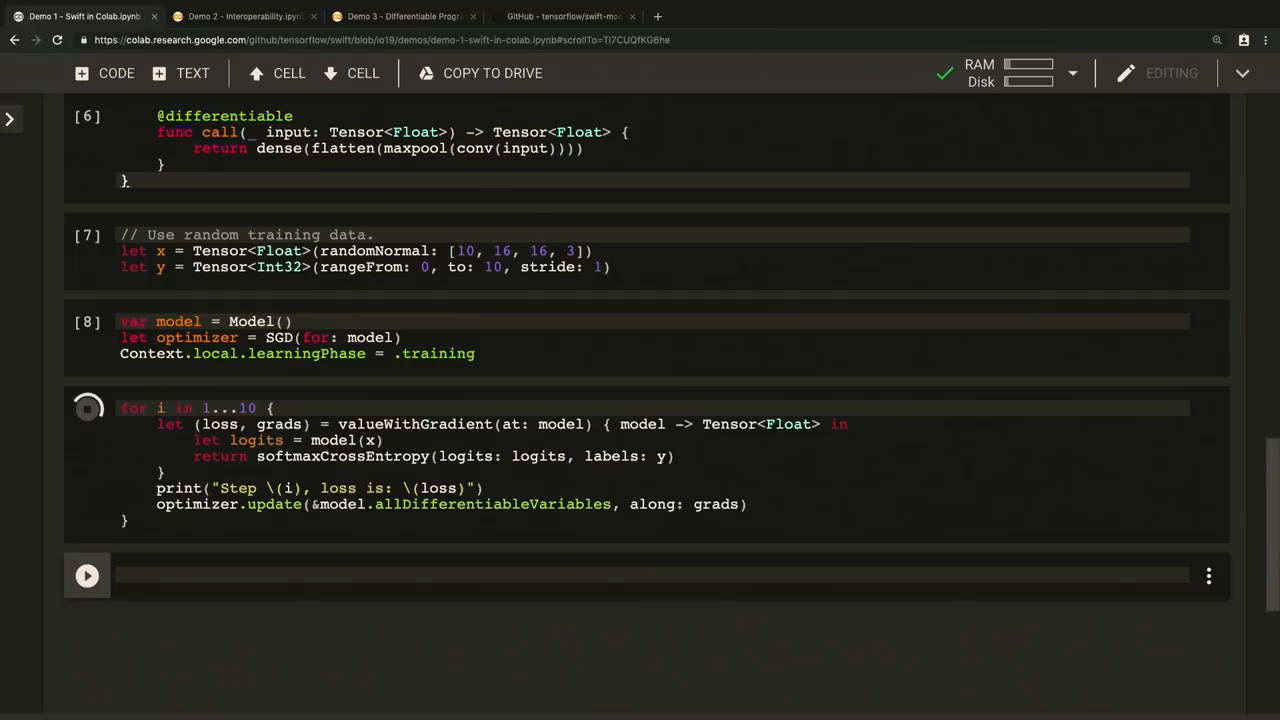 Demo 1 - Swift in Colab.ipynb
Demo 2 - Interoperability.ipyn
Demo 3 - Differentiable Progra
GitHub - tensorflow/swift-mod
https://colab.research.google.com/github/tensorflow/swift/blob/io19/demos/demo-1-swift-in-colab.ipynb#scrollTo=Ti7CUQfKG6he
CODE TEXT CELL CELL COPY TO DRIVE RAM Disk EDITING
[6] @differentiable
func call(_ input: Tensor<Float>) -> Tensor<Float> {
return dense(flatten(maxpool(conv(input))))
}
}
[7] // Use random training data.
let x = Tensor<Float>(randomNormal: [10, 16, 16, 3])
let y = Tensor<Int32>(rangeFrom: 0, to: 10, stride: 1)
[8] var model = Model()
let optimizer = SGD(for: model)
Context.local.learningPhase = .training
for i in 1...10 {
let (loss, grads) = valueWithGradient(at: model) { model -> Tensor<Float> in
let logits = model(x)
return softmaxCrossEntropy(logits: logits, labels: y)
}
print("Step \(i), loss is: \(loss)")
optimizer.update(&model.allDifferentiableVariables, along: grads)
}